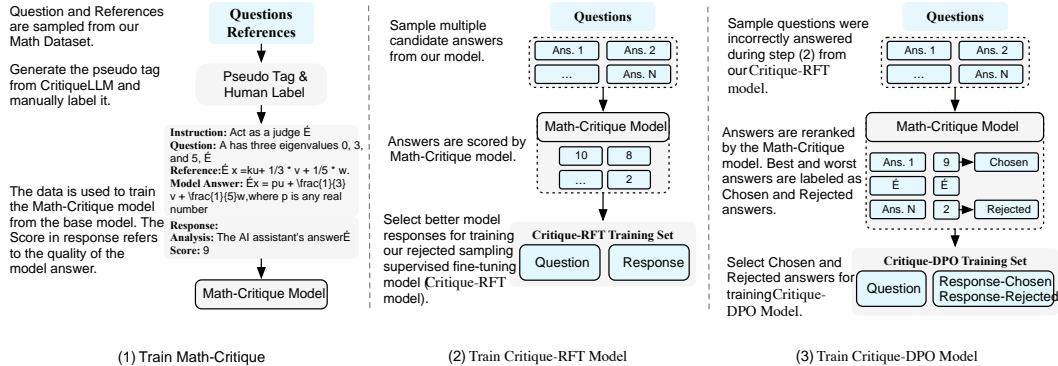 Question and References
are sampled from our
Math Dataset.
Generate the pseudo tag
from CritiqueLLM and
manually label it.
The data is used to train
the Math-Critique model
from the base model. The
Score in response refers
to the quality of the
model answer.
Questions
References
Pseudo Tag &
Human Label
Instruction: Act as a judge É
Question: A has three eigenvalues 0, 3,
and 5, É
Reference:É x =ku+ 1/3 * v + 1/5 * w.
Model Answer: Éx = pu + \frac{1}{3}
v + \frac{1}{5}w,where p is any real
number
Response:
Analysis: The AI assistant's answerÉ
Score: 9
Math-Critique Model
(1) Train Math-Critique
Sample multiple
candidate answers
from our model.
Answers are scored by
Math-Critique model.
Select better model
responses for training
our rejected sampling
supervised fine-tuning
model (Critique-RFT
model).
Questions
Ans. 1 Ans. 2
... Ans. N
Math-Critique Model
10 8
... 2
Critique-RFT Training Set
Question Response
(2) Train Critique-RFT Model
Sample questions were
incorrectly answered
during step (2) from
our Critique-RFT
model.
Answers are reranked
by the Math-Critique
model. Best and worst
answers are labeled as
Chosen and Rejected
answers.
Select Chosen and
Rejected answers for
training Critique-
DPO Model.
Questions
Ans. 1 Ans. 2
... Ans. N
Math-Critique Model
Ans. 1 9 Chosen
É É
Ans. N 2 Rejected
Critique-DPO Training Set
Question Response-Chosen
Response-Rejected
(3) Train Critique-DPO Model